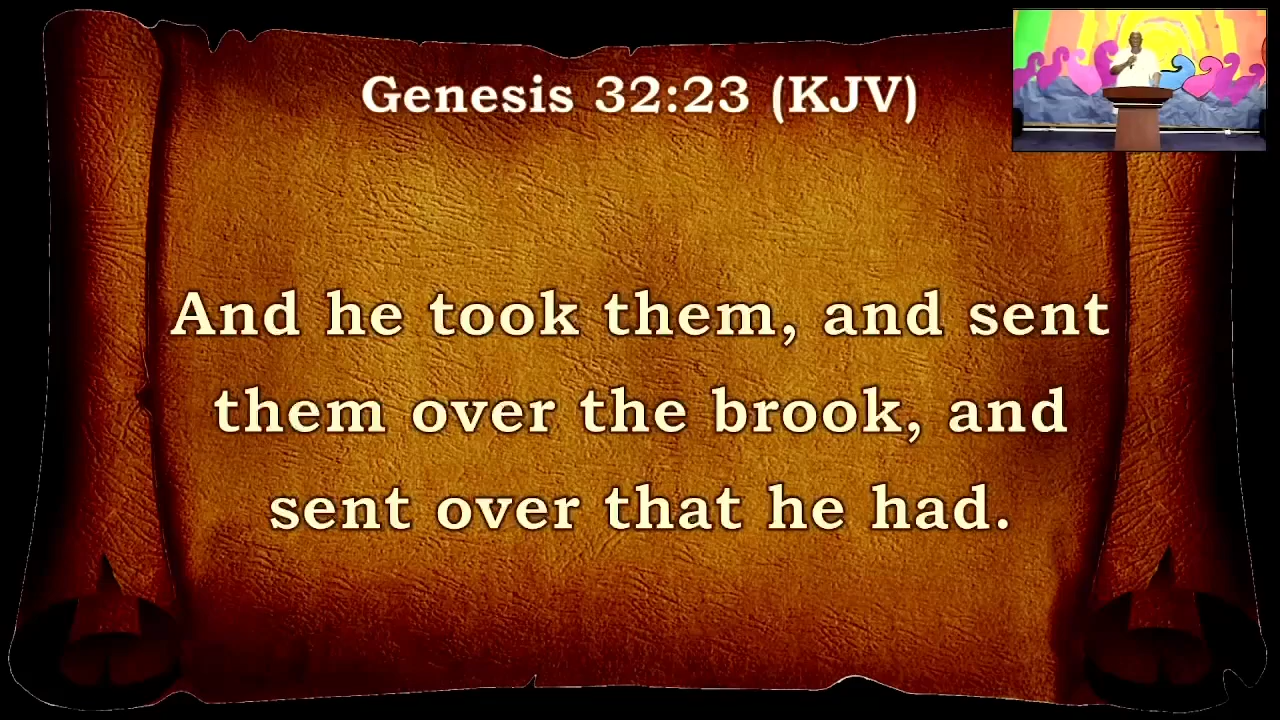 Genesis 32:23 (KJV)
And he took them, and sent
them over the brook, and
sent over that he had.